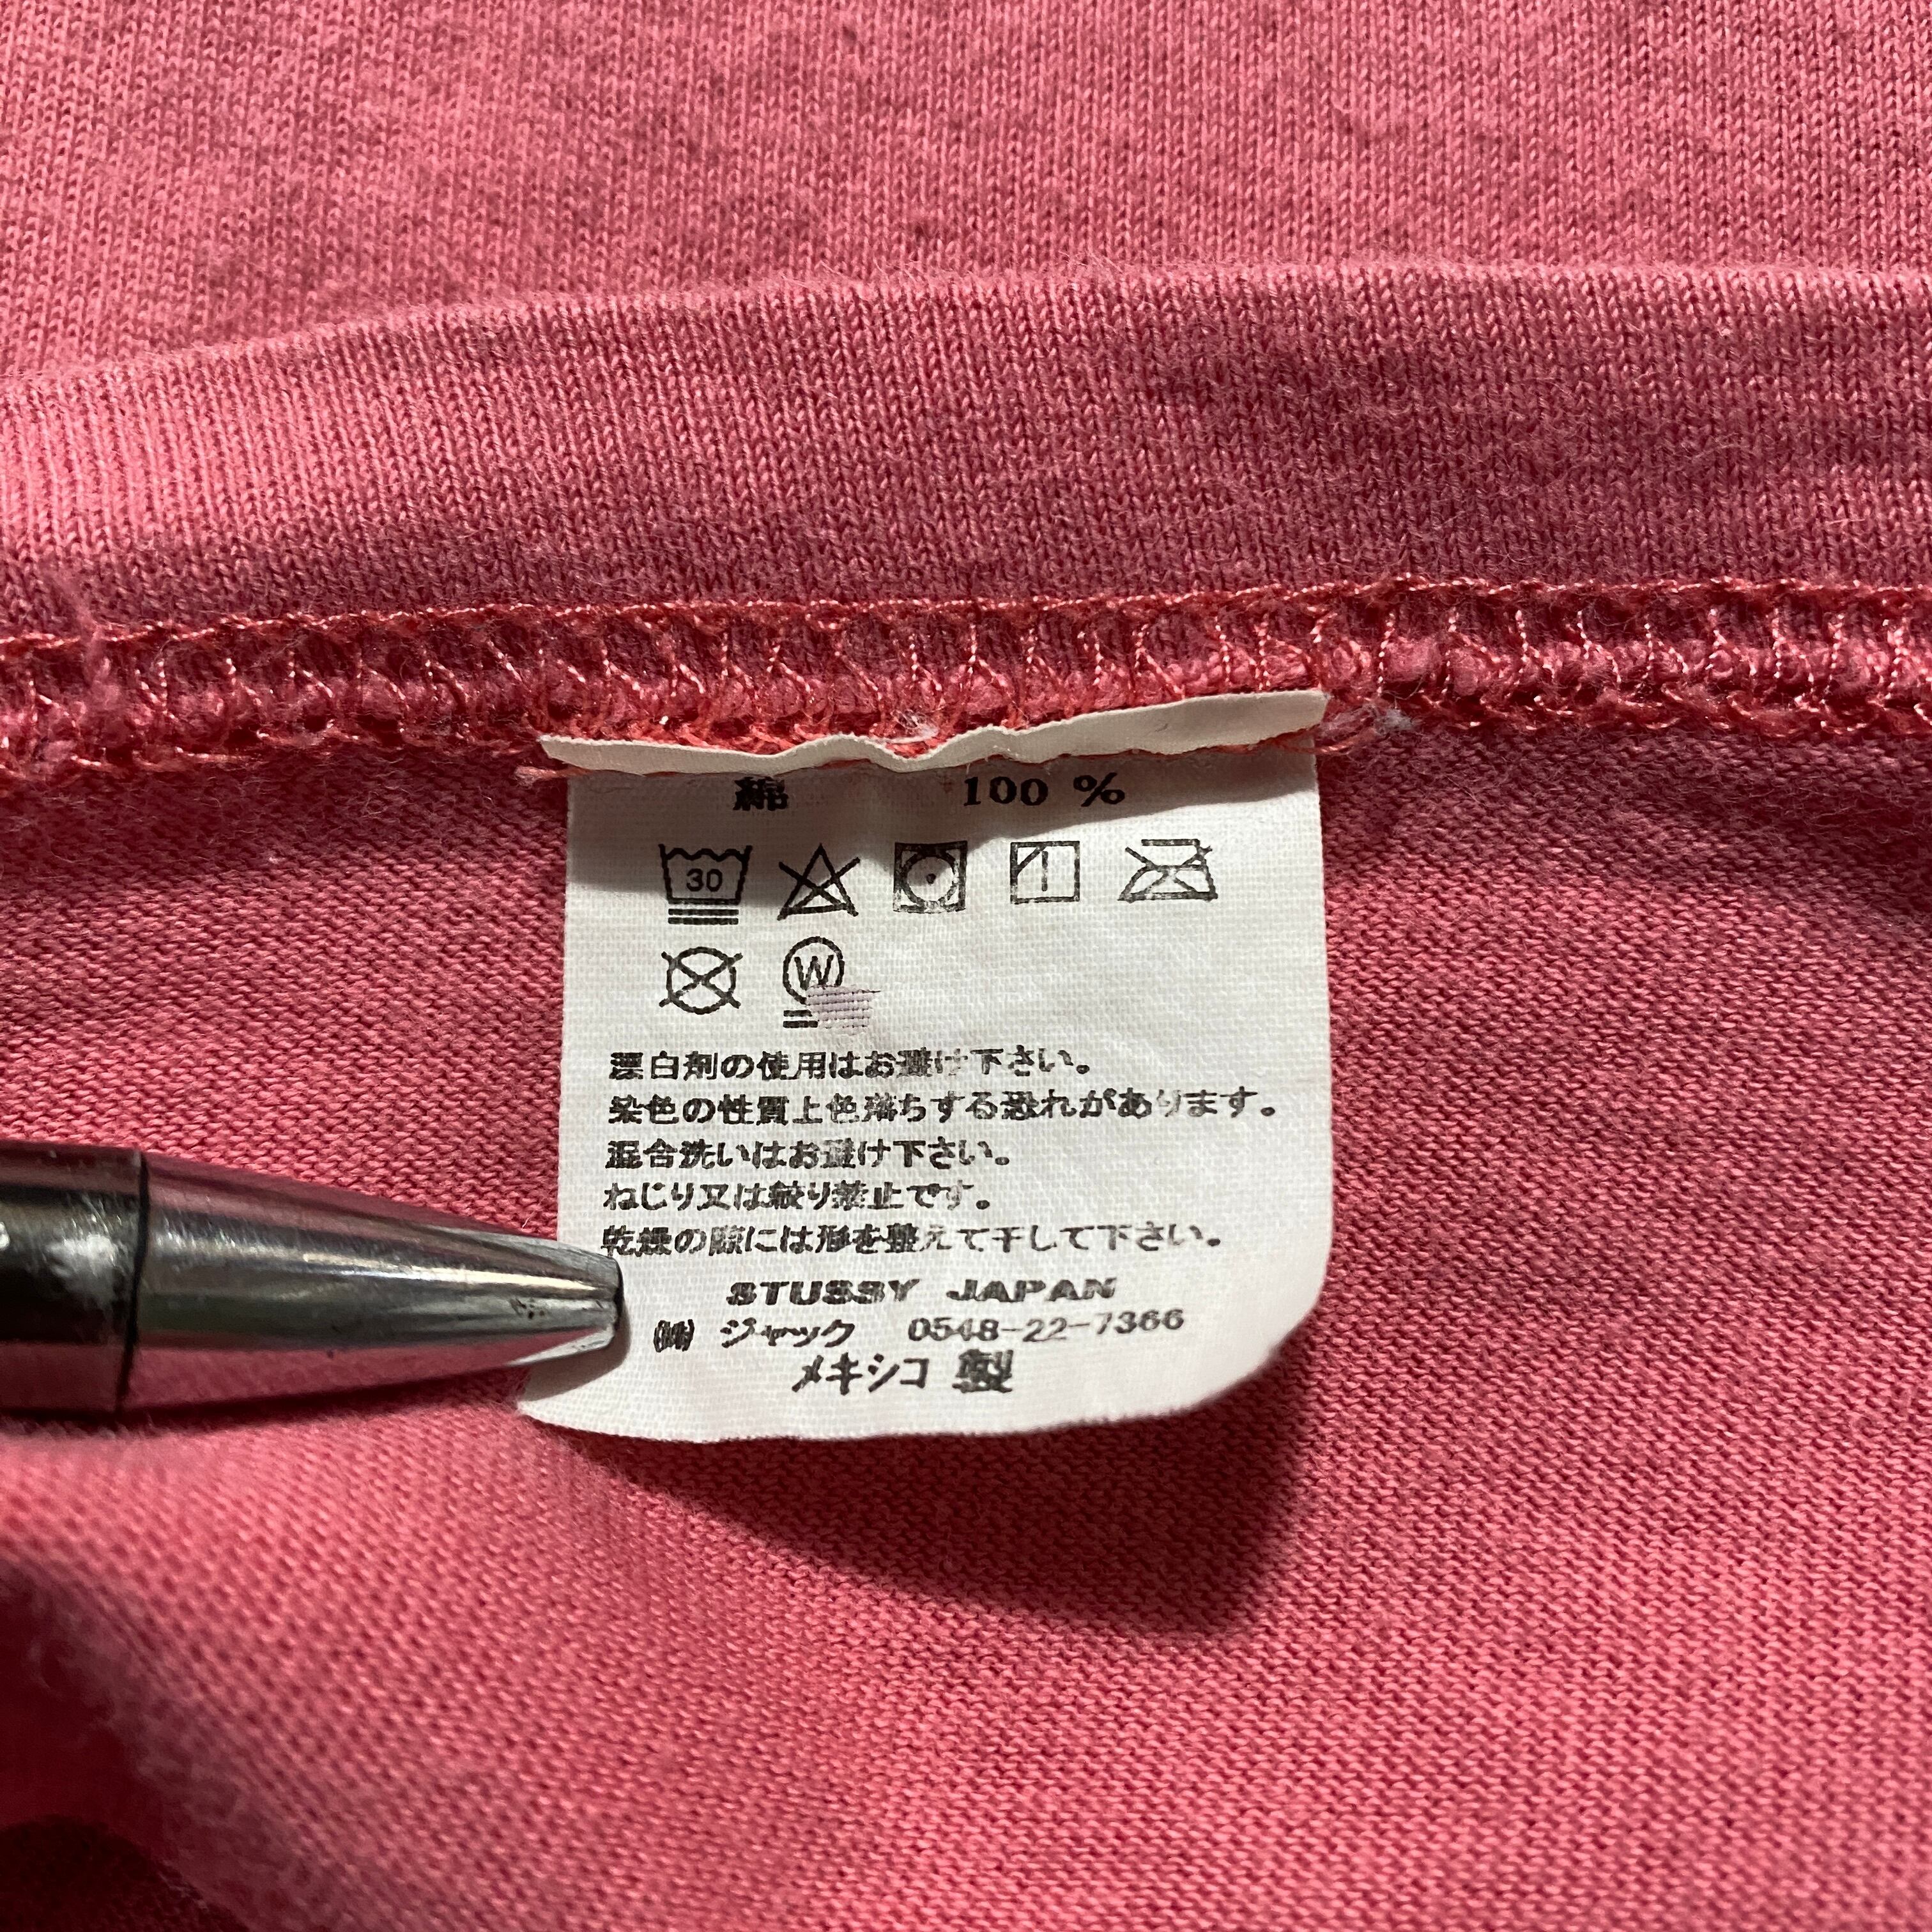 綿 100 %
30
W
漂白剤の使用はお避け下さい。
染色の性質上色落ちする恐れがあります。
混合洗いはお避け下さい。
ねじり又は絞り禁止です。
乾燥の際には形を整えて干して下さい。
STUSSY JAPAN
㈱ ジャック 0548-22-7366
メキシコ 製